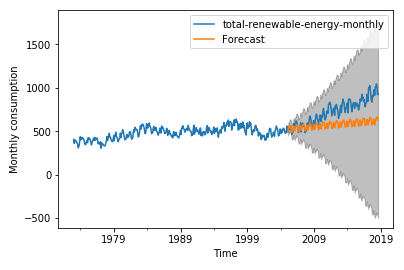 total-renewable-energy-monthly
Forecast
Monthly consumption
1500
1000
500
0
−500
1979
1989
1999
2009
2019
Time